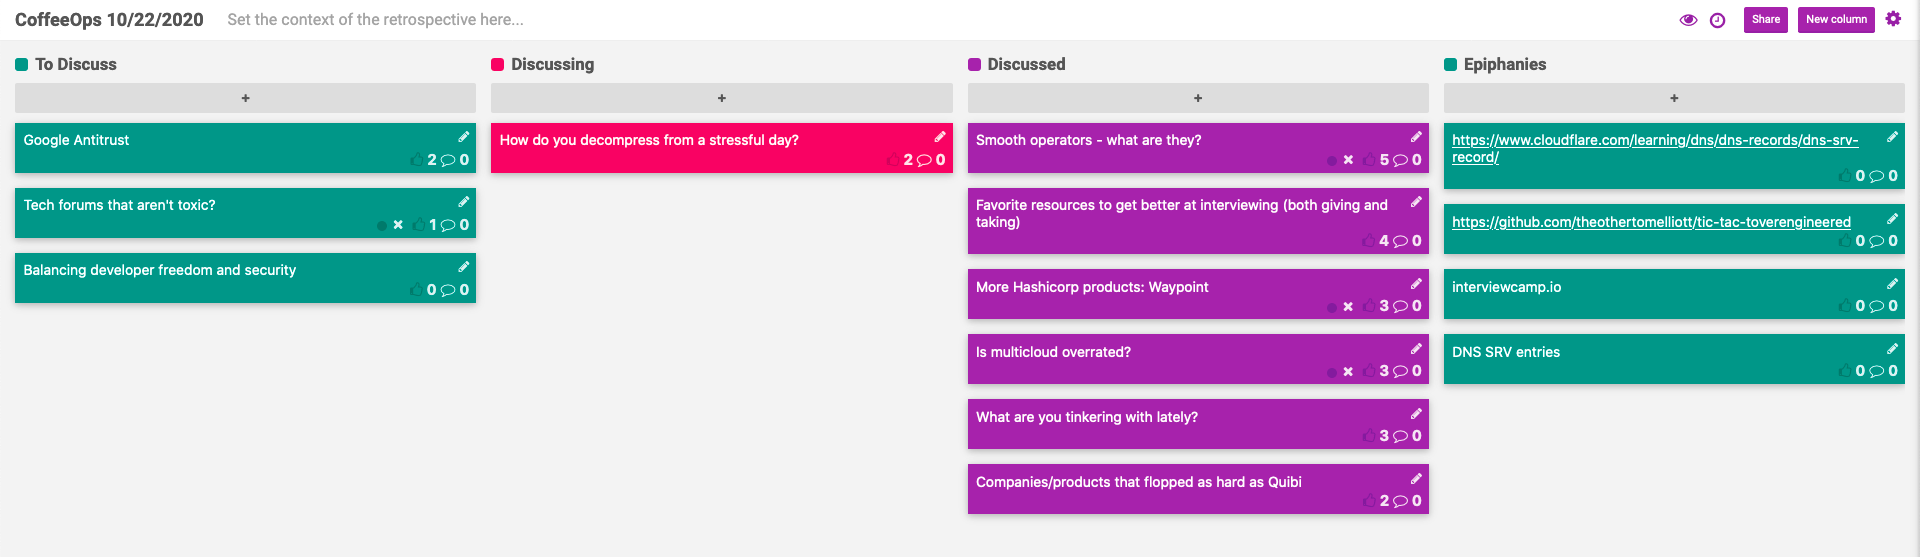 CoffeeOps 10/22/2020
Set the context of the retrospective here...
Share
New column
To Discuss
+
Google Antitrust
2 0
Tech forums that aren't toxic?
1 0
Balancing developer freedom and security
0 0
Discussing
+
How do you decompress from a stressful day?
2 0
Discussed
+
Smooth operators - what are they?
5 0
Favorite resources to get better at interviewing (both giving and
taking)
4 0
More Hashicorp products: Waypoint
3 0
Is multicloud overrated?
3 0
What are you tinkering with lately?
3 0
Companies/products that flopped as hard as Quibi
2 0
Epiphanies
+
https://www.cloudflare.com/learning/dns/dns-records/dns-srv-
record/
0 0
https://github.com/theothertomelliott/tic-tac-toverengineered
0 0
interviewcamp.io
0 0
DNS SRV entries
0 0